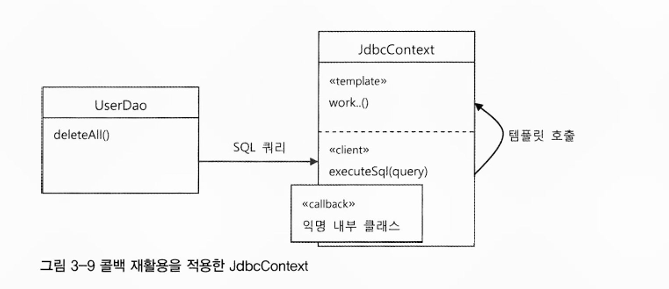 JdbcContext
«template»
work..()
UserDao
deleteAll()
SQL 쿼리
템플릿 호출
«client»
executeSql(query)
«callback»
익명 내부 클래스
그림 3-9 콜백 재활용을 적용한 JdbcContext